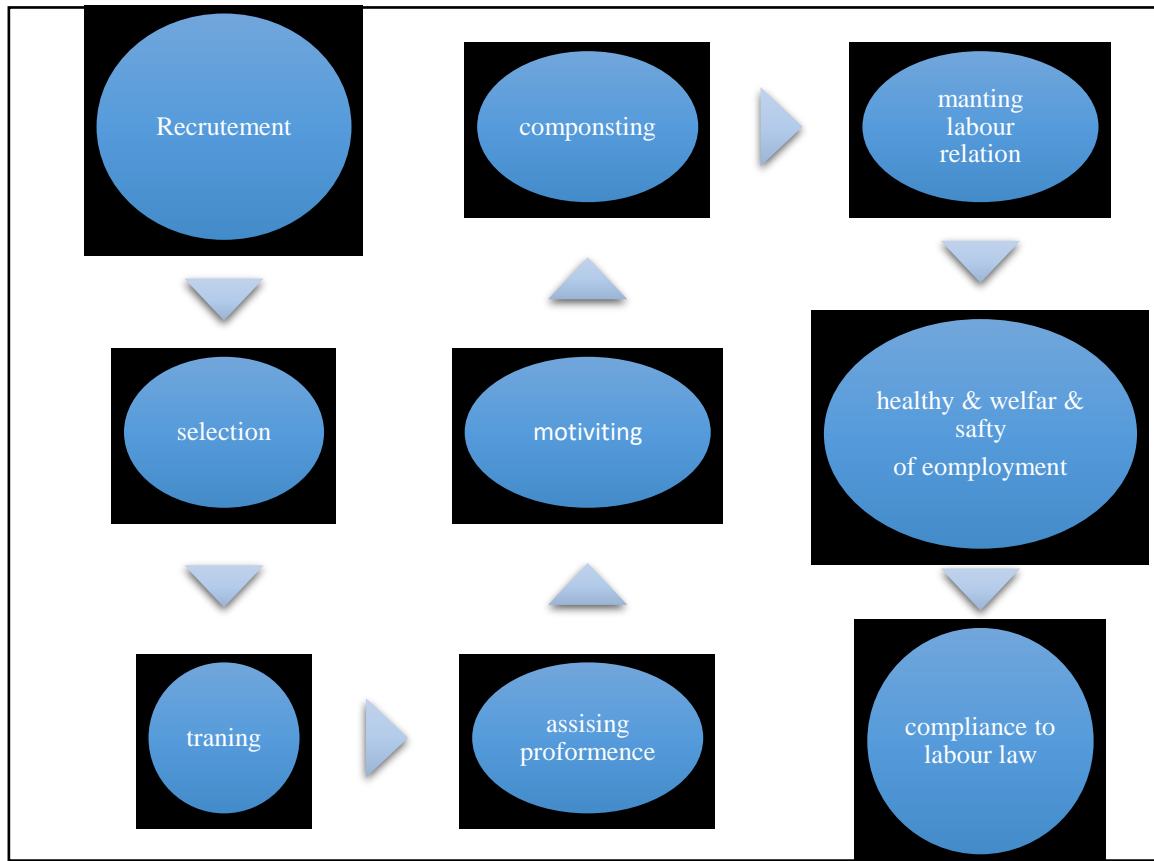 Recrutement
selection
traning
assising
proformence
motiviting
componsting
manting
labour
relation
healthy & welfar &
safty
of eomployment
compliance to
labour law